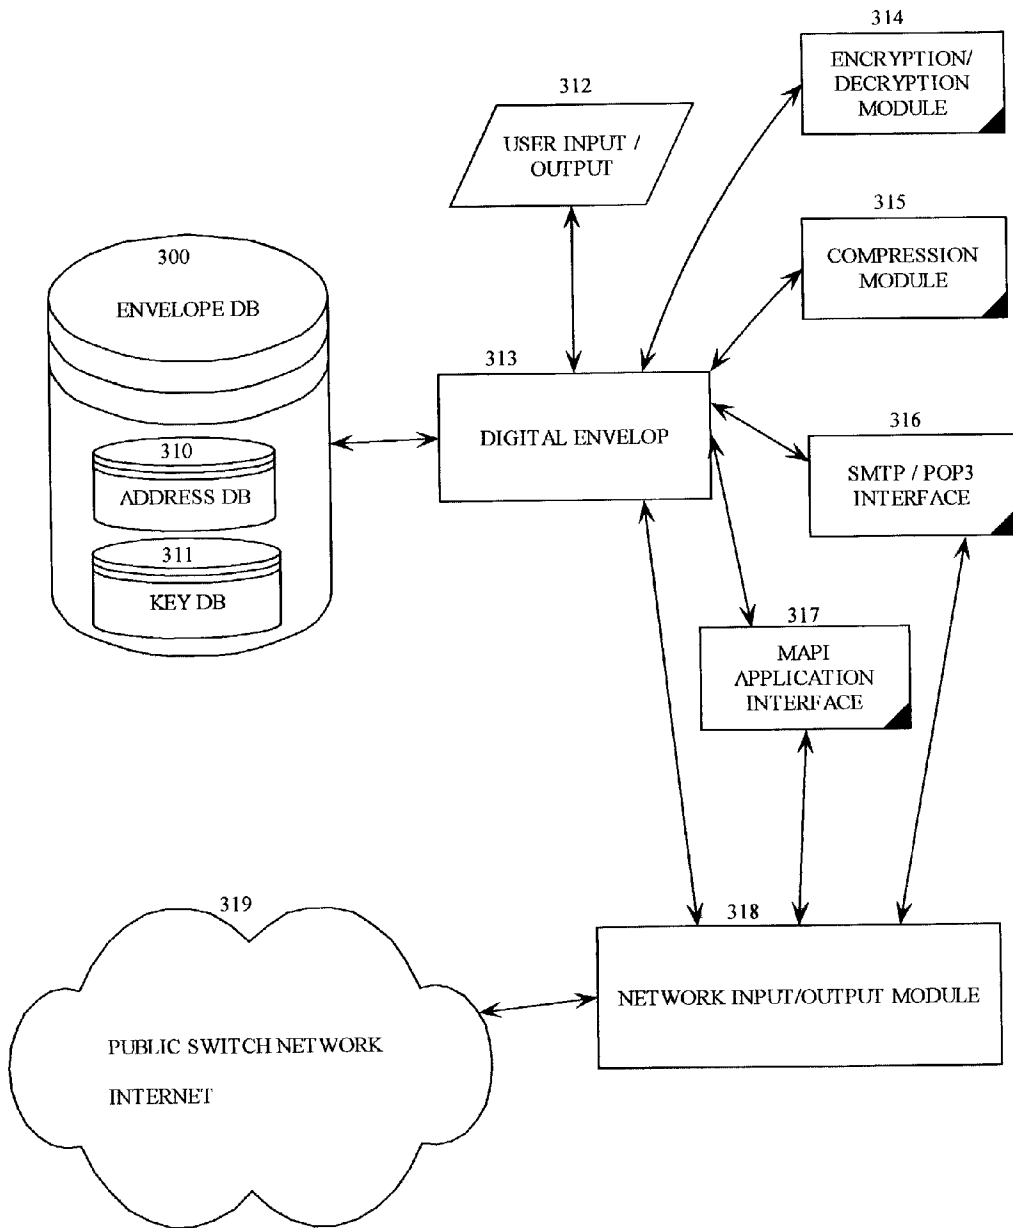 314
ENCRYPTION/
DECRYPTION
MODULE
312
USER INPUT /
OUTPUT
315
COMPRESSION
MODULE
300
ENVELOPE DB
313
DIGITAL ENVELOP
310
ADDRESS DB
316
SMTP / POP3
INTERFACE
311
KEY DB
317
MAPI
APPLICATION
INTERFACE
319
318
NETWORK INPUT/OUTPUT MODULE
PUBLIC SWITCH NETWORK
INTERNET